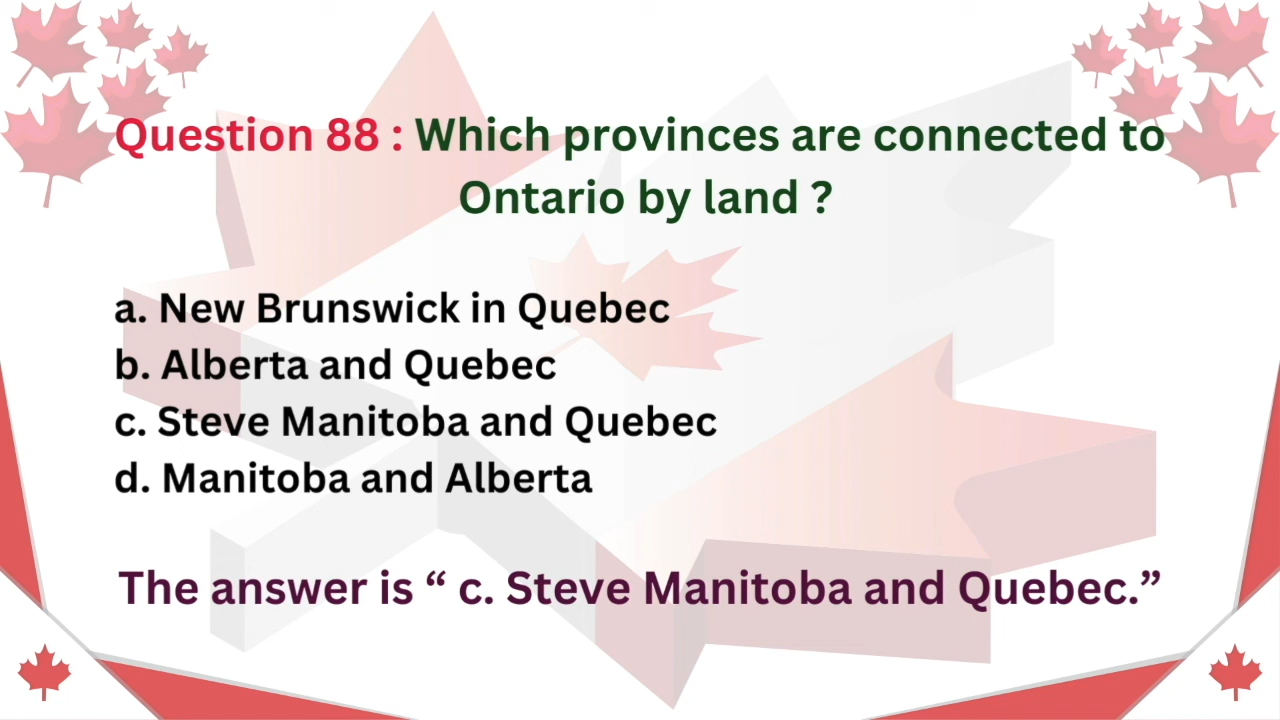 Question 88 : Which provinces are connected to
Ontario by land ?
a. New Brunswick in Quebec
b. Alberta and Quebec
c. Steve Manitoba and Quebec
d. Manitoba and Alberta
The answer is “ c. Steve Manitoba and Quebec.”